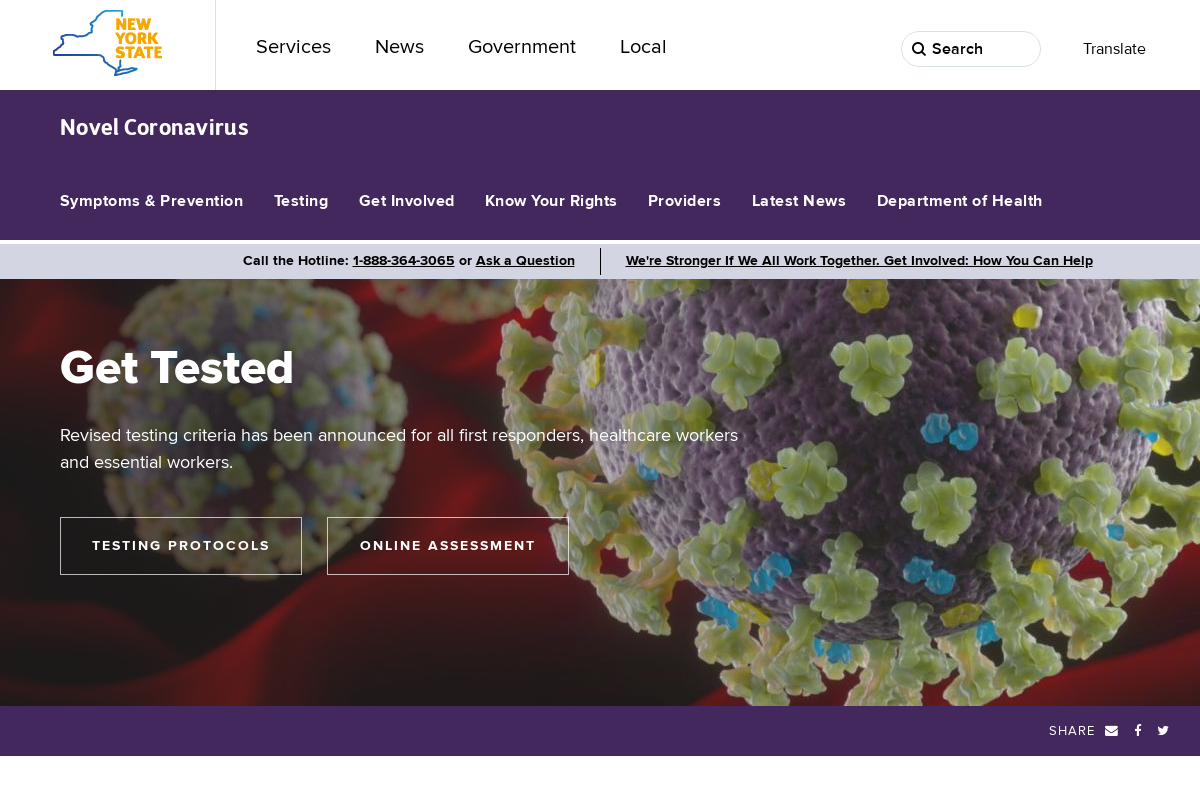 NEW
YORK
STATE
Services News Government Local Search Translate
Novel Coronavirus
Symptoms & Prevention Testing Get Involved Know Your Rights Providers Latest News Department of Health
Call the Hotline: 1-888-364-3065 or Ask a Question We're Stronger If We All Work Together. Get Involved: How You Can Help
Get Tested
Revised testing criteria has been announced for all first responders, healthcare workers
and essential workers.
TESTING PROTOCOLS ONLINE ASSESSMENT
SHARE